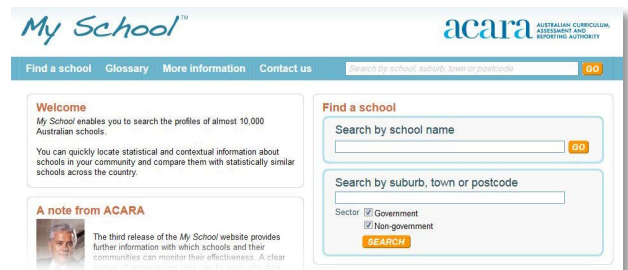 My School™
acara AUSTRALIAN CURRICULUM,
ASSESSMENT AND
REPORTING AUTHORITY
Find a school Glossary More information Contact us Search by school, suburb, town or postcode GO
Welcome
My School enables you to search the profiles of almost 10,000
Australian schools.
You can quickly locate statistical and contextual information about
schools in your community and compare them with statistically similar
schools across the country.
A note from ACARA
The third release of the My School website provides
further information with which schools and their
communities can monitor their effectiveness. A clear
Find a school
Search by school name
GO
Search by suburb, town or postcode
Sector Government
Non-government
SEARCH